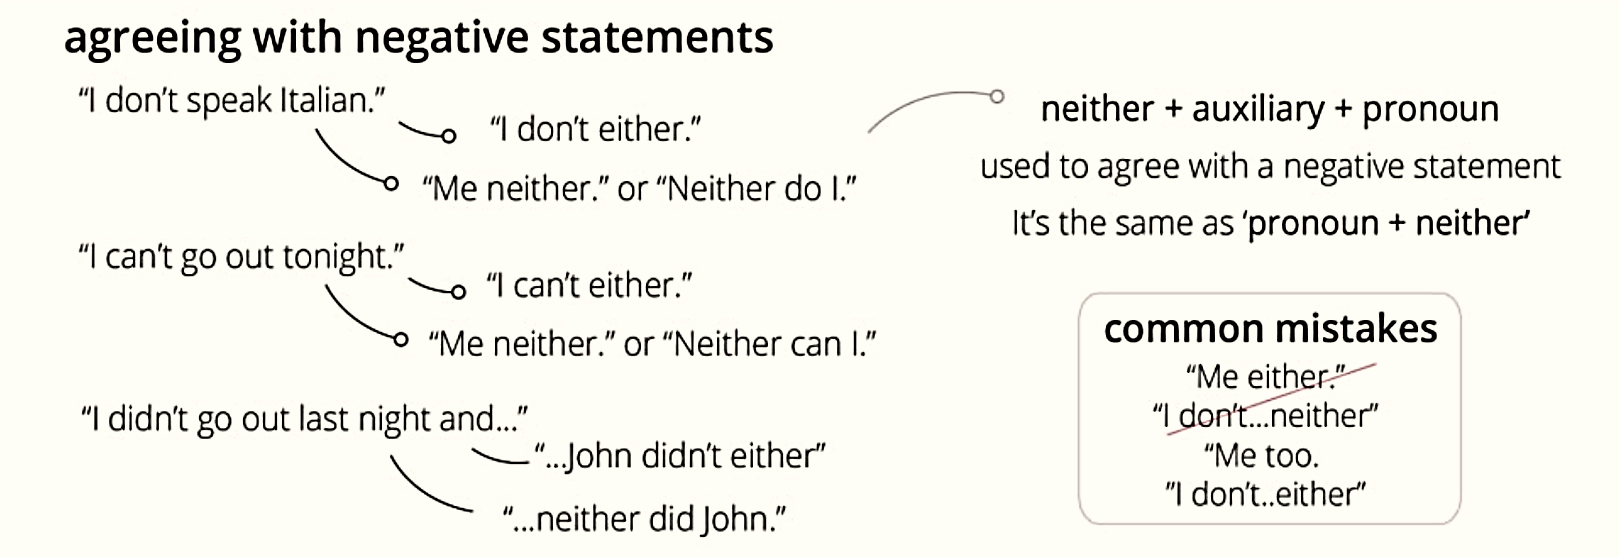 agreeing with negative statements
“I don’t speak Italian.”
“I don’t either.”
“Me neither.” or “Neither do I.”
“I can’t go out tonight.”
“I can’t either.”
“Me neither.” or “Neither can I.”
“I didn’t go out last night and...”
“...John didn’t either”
“...neither did John.”
neither + auxiliary + pronoun
used to agree with a negative statement
It’s the same as ‘pronoun + neither’
common mistakes
“Me either.”
“I don’t...neither”
“Me too.
”I don’t..either”